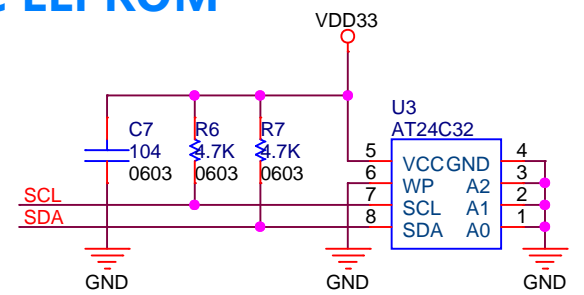 EEPROM
VDD33
U3
AT24C32
C7
104
0603
R6
4.7K
0603
R7
4.7K
0603
SCL
SDA
5 VCC GND 4
6 WP A2 3
7 SCL A1 2
8 SDA A0 1
GND
GND
GND